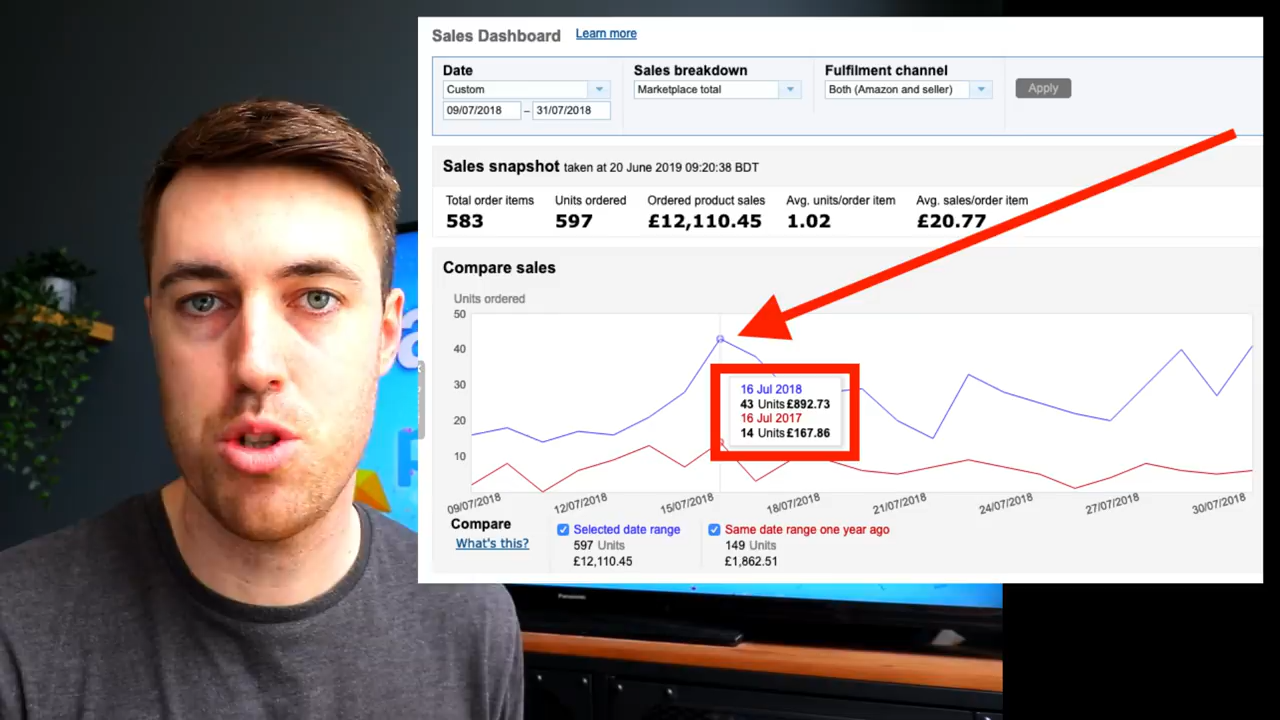 Sales Dashboard Learn more
Date Sales breakdown Fulfilment channel
Custom Marketplace total Both (Amazon and seller) Apply
09/07/2018 – 31/07/2018
Sales snapshot taken at 20 June 2019 09:20:38 BDT
Total order items Units ordered Ordered product sales Avg. units/order item Avg. sales/order item
583 597 £12,110.45 1.02 £20.77
Compare sales
Units ordered
50
40
30
20
10
16 Jul 2018
43 Units £892.73
16 Jul 2017
14 Units £167.86
09/07/2018 12/07/2018 15/07/2018 18/07/2018 21/07/2018 24/07/2018 27/07/2018 30/07/2018
Compare Selected date range Same date range one year ago
What's this? 597 Units 149 Units
£12,110.45 £1,862.51
Panasonic